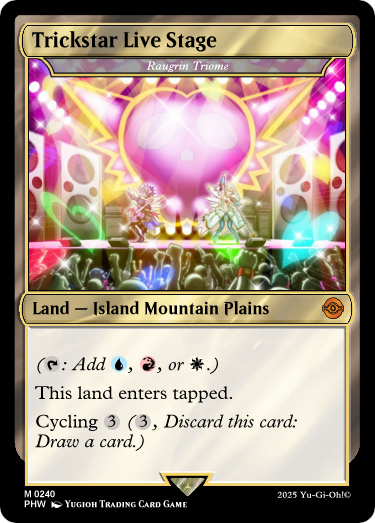 Trickstar Live Stage
Raugrin Triome
Land — Island Mountain Plains
(: Add , , or .)
This land enters tapped.
Cycling 3 (3, Discard this card:
Draw a card.)
M 0240
PHW Yugioh Trading Card Game
2025 Yu-Gi-Oh!©